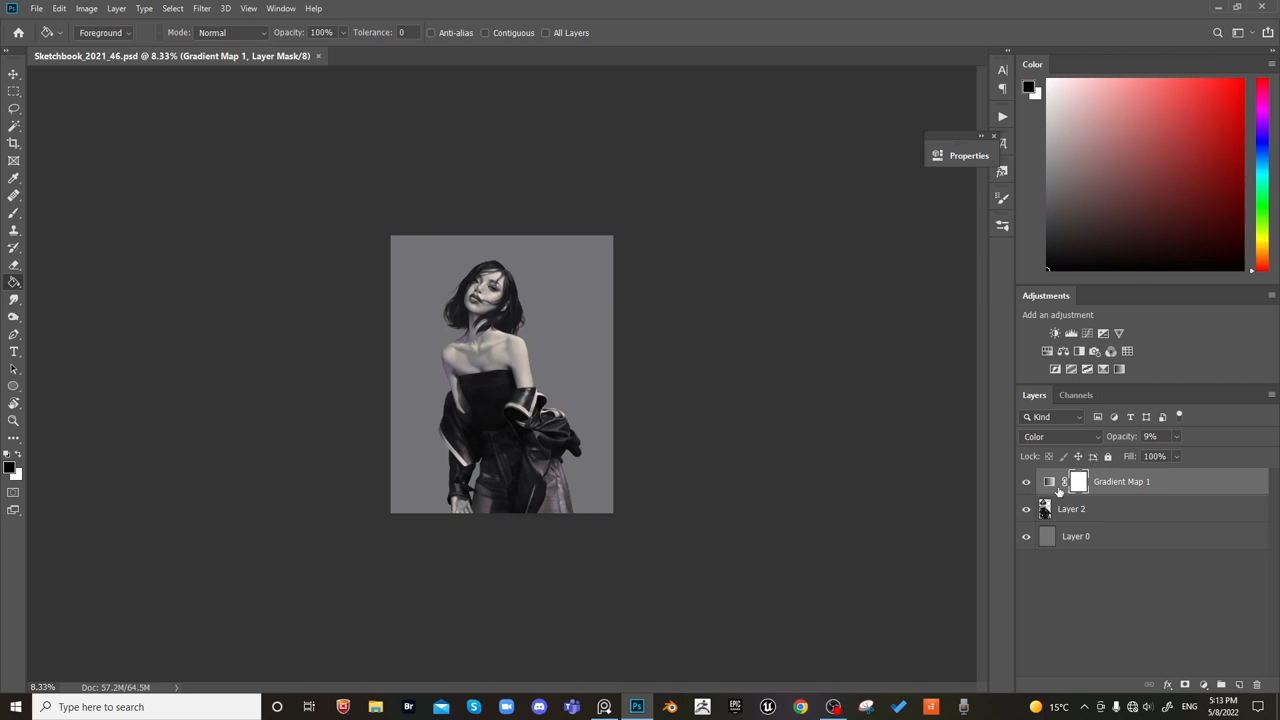 Ps File Edit Image Layer Type Select Filter 3D View Window Help
Foreground Mode: Normal Opacity: 100% Tolerance: 0 Anti-alias Contiguous All Layers
Sketchbook_2021_46.psd @ 8.33% (Gradient Map 1, Layer Mask/8) ×
Color
Properties
Adjustments
Add an adjustment
Layers Channels
Kind
Color Opacity: 9%
Lock: Fill: 100%
Gradient Map 1
Layer 2
Layer 0
8.33% Doc: 57.2M/64.5M
Type here to search
Ps
15°C
5:13 PM
5/8/2022